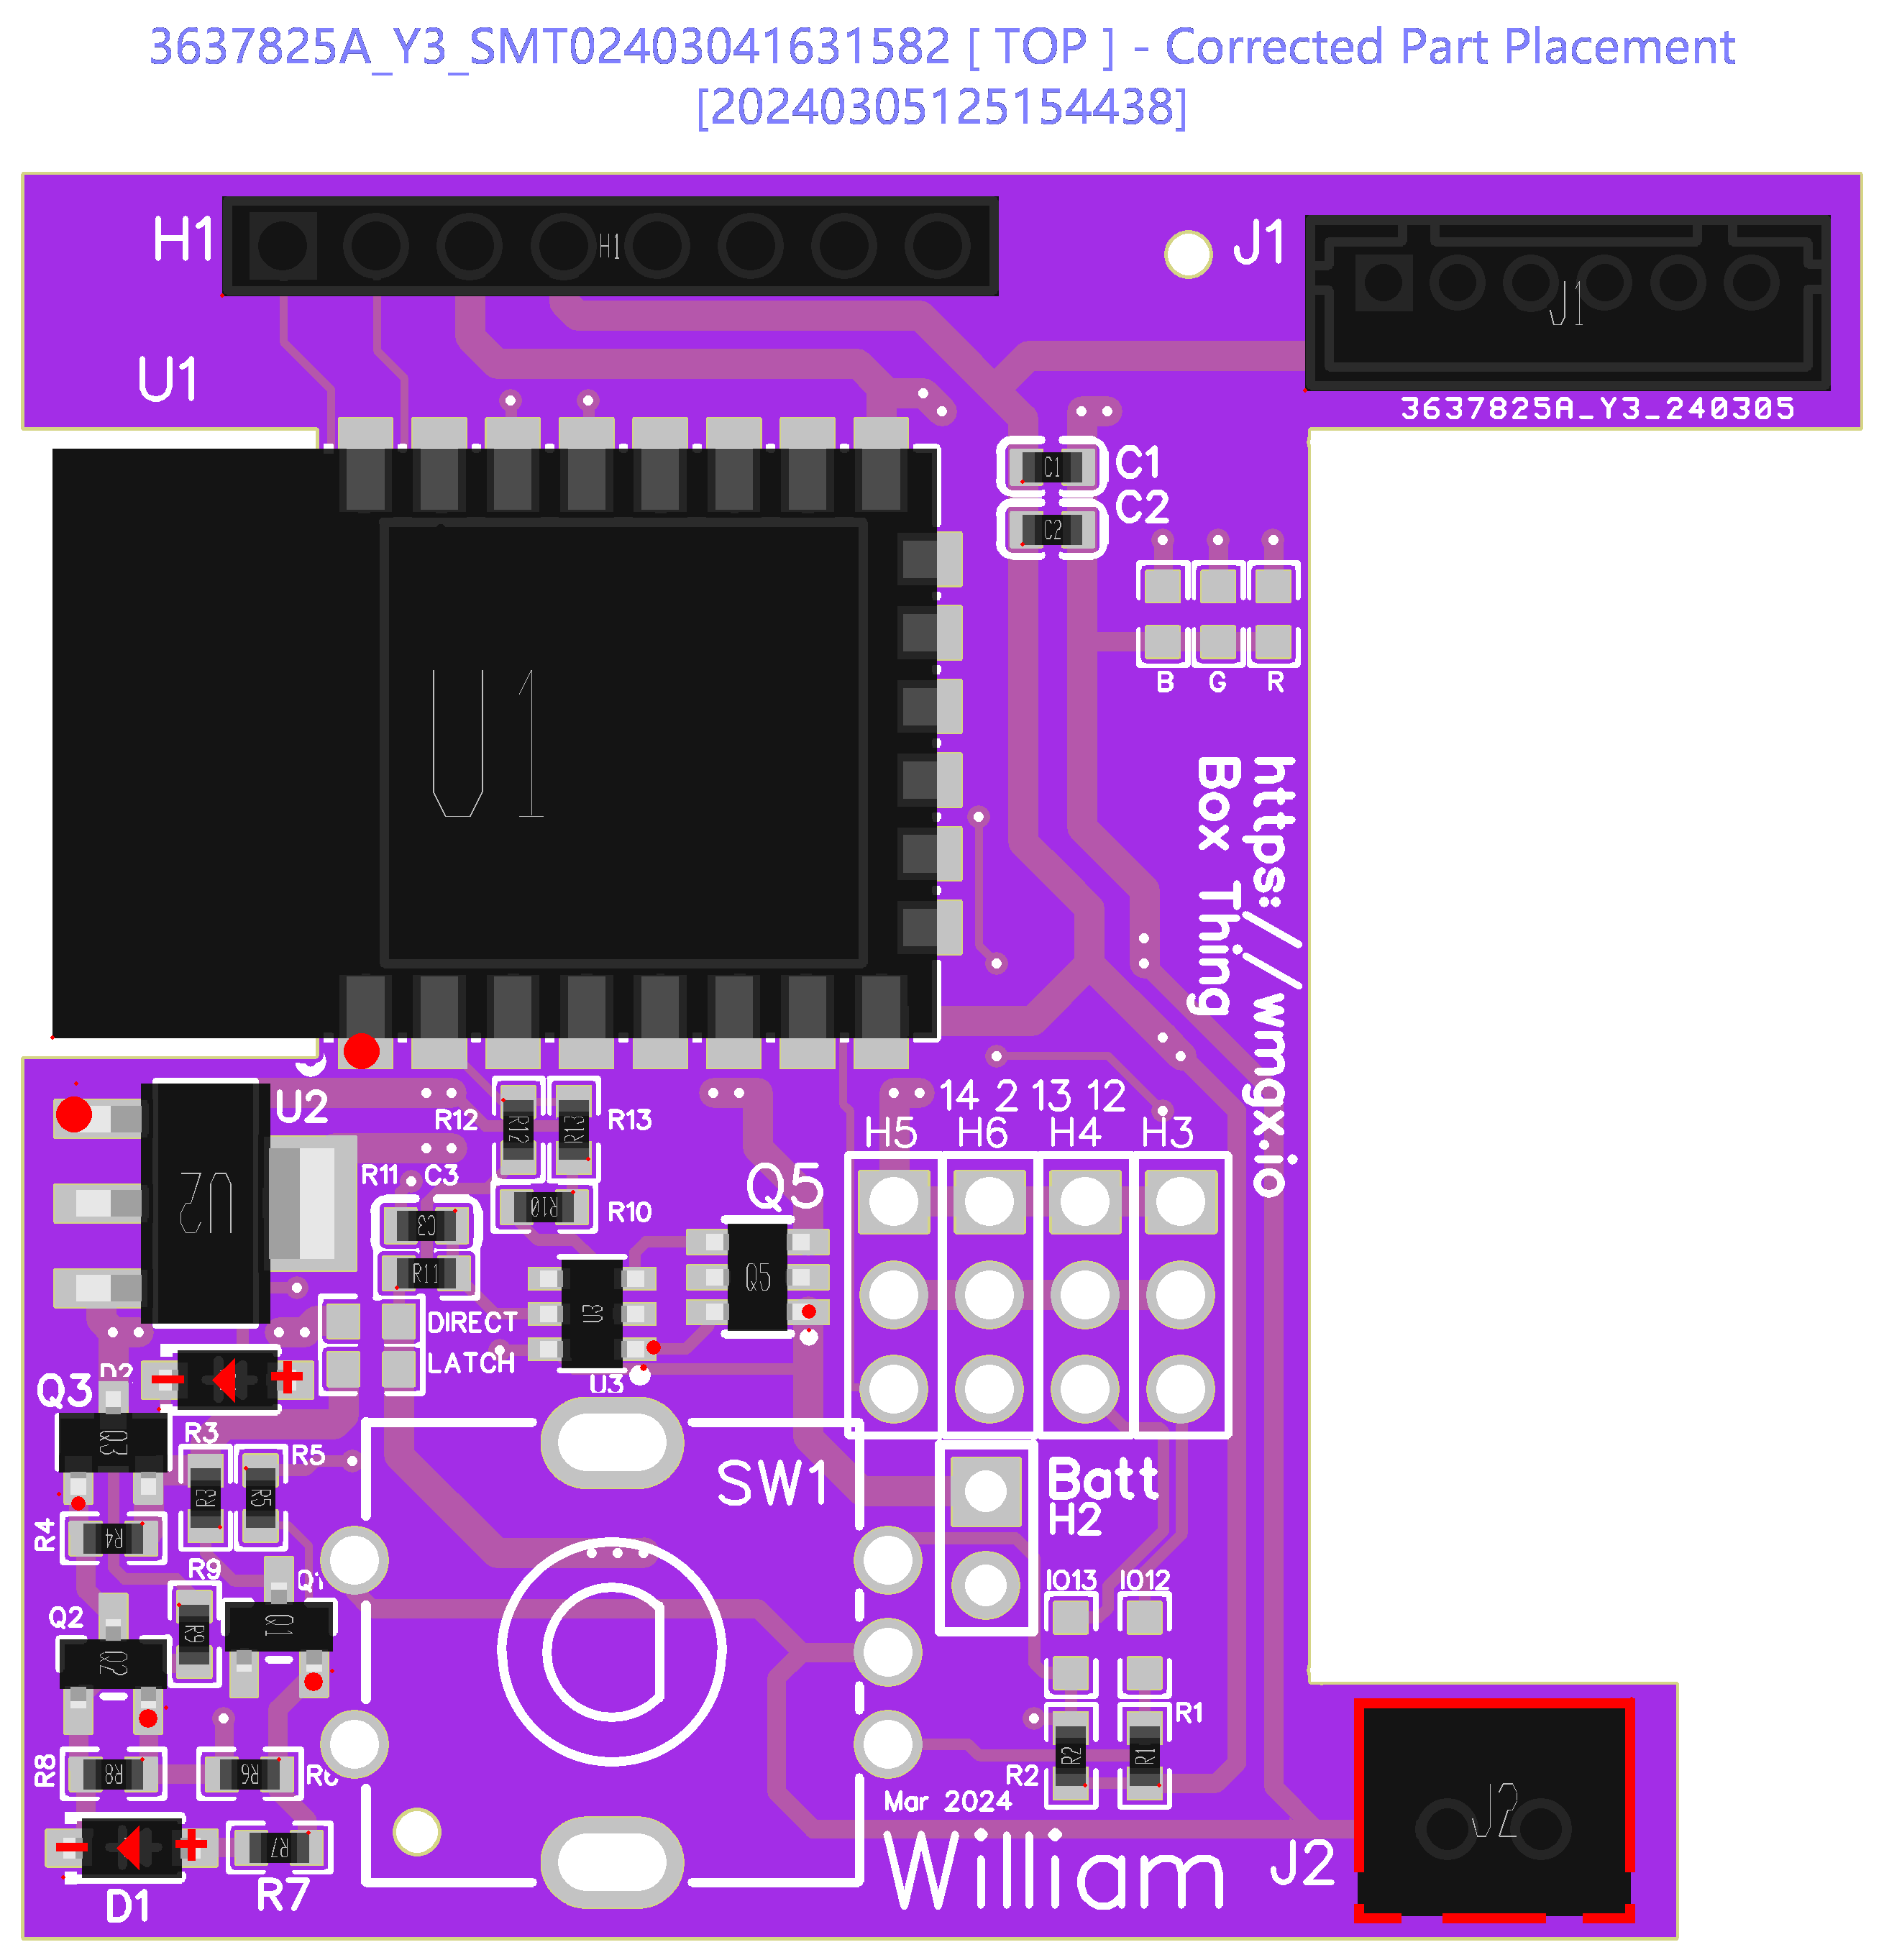 3637825A_Y3_SMT02403041631582 [ TOP ] - Corrected Part Placement
[20240305125154438]
H1
H1
J1
J1
3637825A_Y3_240305
U1
C1
C1
C2
C2
B G R
U1
https://wmgx.io
Box Thing
U2
U2
R12
R12
R13
R13
14 2 13 12
H5 H6 H4 H3
R11 C3
C3
R10
R10
Q5
Q5
R11
U3
DIRECT
LATCH
U3
D2
- +
Q3
Q3
R3
R3
R5
R5
SW1
Batt
H2
R4
R4
R9
R9
Q1
Q1
IO13 IO12
Q2
Q2
R1
R1
R2
R2
R8
R8
R6
R6
Mar 2024
William
J2
J2
- +
R7
D1
R7